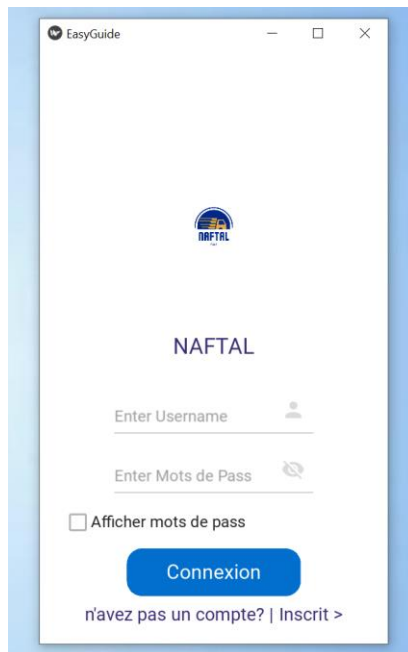 EasyGuide
NAFTAL
NAFTAL
Enter Username
Enter Mots de Pass
Afficher mots de pass
Connexion
n'avez pas un compte? | Inscrit >